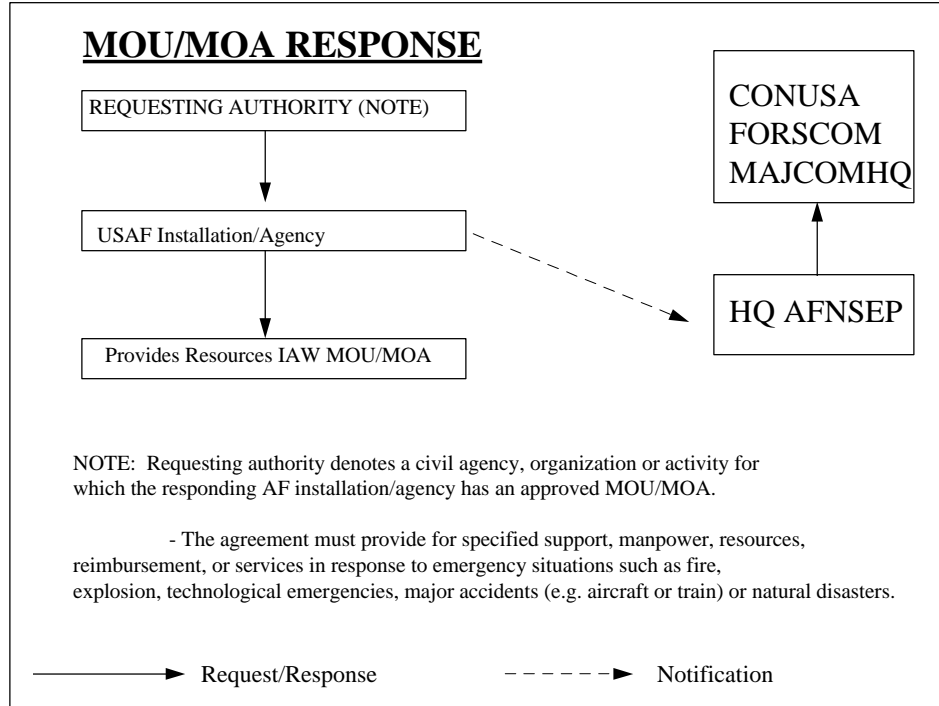 MOU/MOA RESPONSE
REQUESTING AUTHORITY (NOTE)
USAF Installation/Agency
Provides Resources IAW MOU/MOA
CONUSA
FORSCOM
MAJCOMHQ
HQ AFNSEP
NOTE:  Requesting authority denotes a civil agency, organization or activity for
which the responding AF installation/agency has an approved MOU/MOA.
- The agreement must provide for specified support, manpower, resources,
reimbursement, or services in response to emergency situations such as fire,
explosion, technological emergencies, major accidents (e.g. aircraft or train) or natural disasters.
Request/Response
Notification